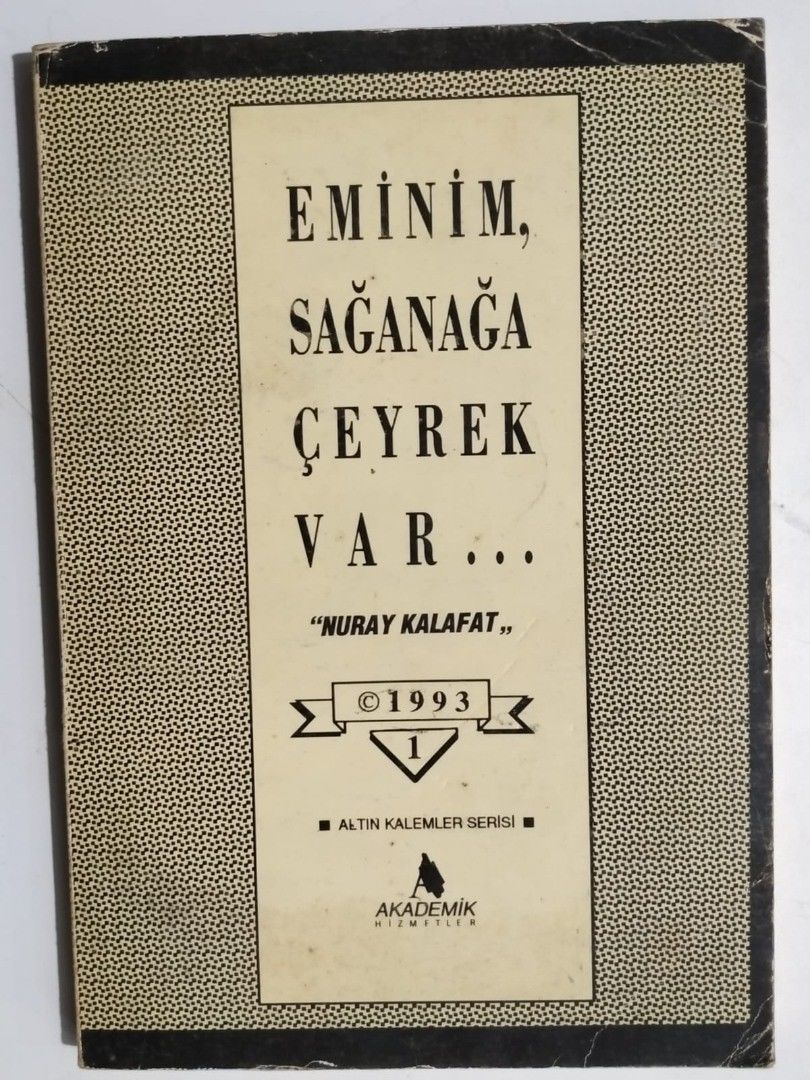 EMİNİM,
SAĞANAĞA
ÇEYREK
VAR...
“NURAY KALAFAT„
©1993
1
■ ALTIN KALEMLER SERİSİ ■
A
AKADEMİK
HİZMETLER